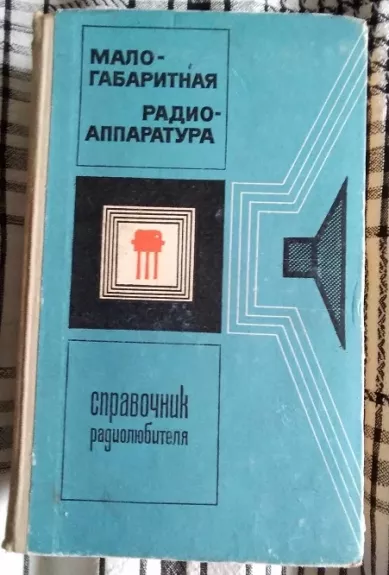 МАЛО-
ГАБАРИТНАЯ
РАДИО-
АППАРАТУРА
справочник
радиолюбителя